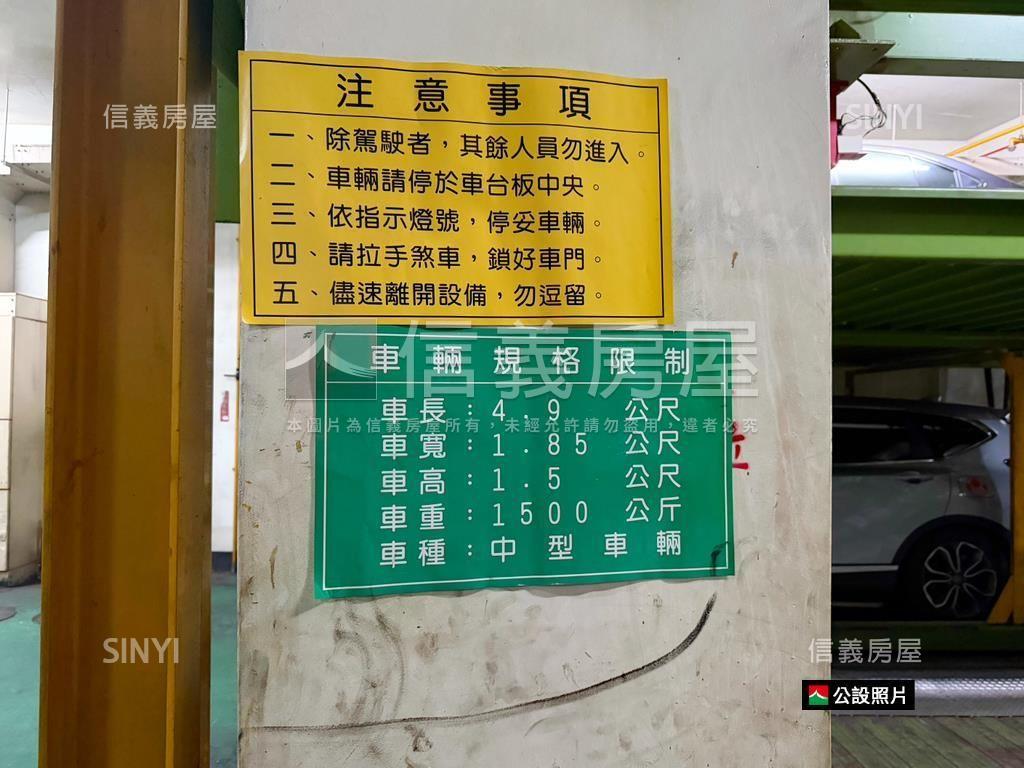 信義房屋
SINYI
注意事項
一、除駕駛者，其餘人員勿進入。
二、車輛請停於車台板中央。
三、依指示燈號，停妥車輛。
四、請拉手煞車，鎖好車門。
五、儘速離開設備，勿逗留。
信義房屋
車輛規格限制
車長：4.9 公尺
本圖片為信義房屋所有，未經允許請勿盜用，違者必究
車寬：1.85 公尺
車高：1.5 公尺
車重：1500 公斤
車種：中型車輛
SINYI
信義房屋
公設照片